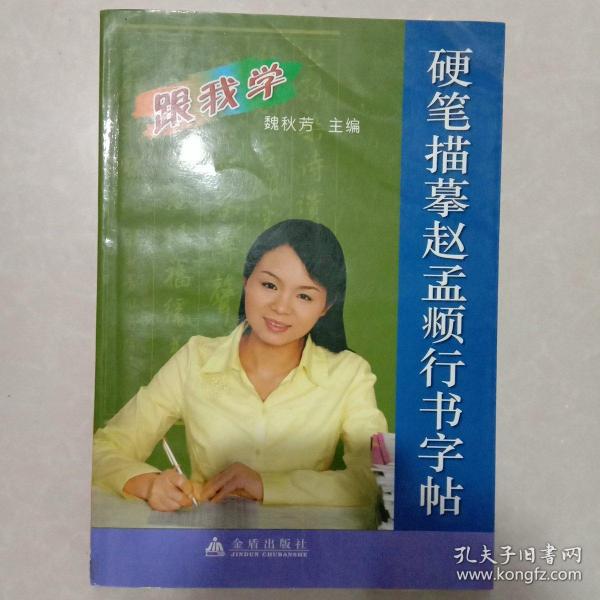 跟我学
魏秋芳 主编
硬笔描摹赵孟頫行书字帖
金盾出版社
JINDUN CHUBANSHE
孔夫子旧书网
www.kongfz.com